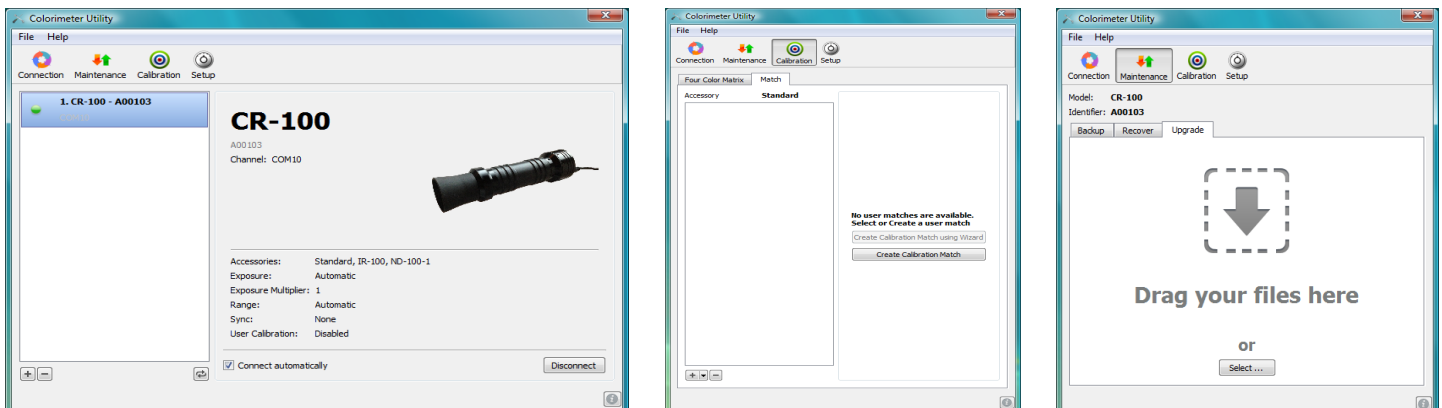 Colorimeter Utility
File Help
Connection Maintenance Calibration Setup
1. CR-100 - A00103
COM10
CR-100
A00103
Channel: COM10
Accessories: Standard, IR-100, ND-100-1
Exposure: Automatic
Exposure Multiplier: 1
Range: Automatic
Sync: None
User Calibration: Disabled
Connect automatically
Disconnect
Colorimeter Utility
File Help
Connection Maintenance Calibration Setup
Four Color Matrix Match
Accessory Standard
No user matches are available.
Select or Create a user match
Create Calibration Match using Wizard
Create Calibration Match
Colorimeter Utility
File Help
Connection Maintenance Calibration Setup
Model: CR-100
Identifier: A00103
Backup Recover Upgrade
Drag your files here
or
Select ...